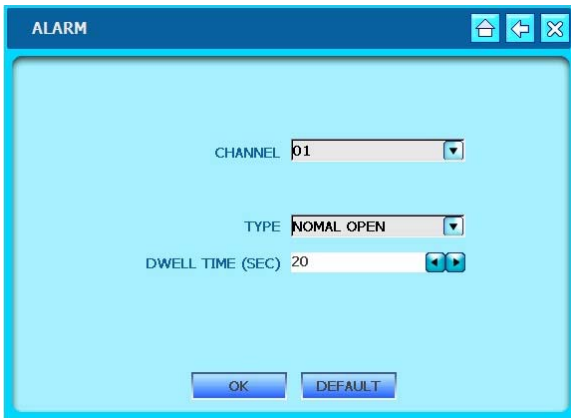 ALARM
CHANNEL 01
TYPE NOMAL OPEN
DWELL TIME (SEC) 20
OK DEFAULT